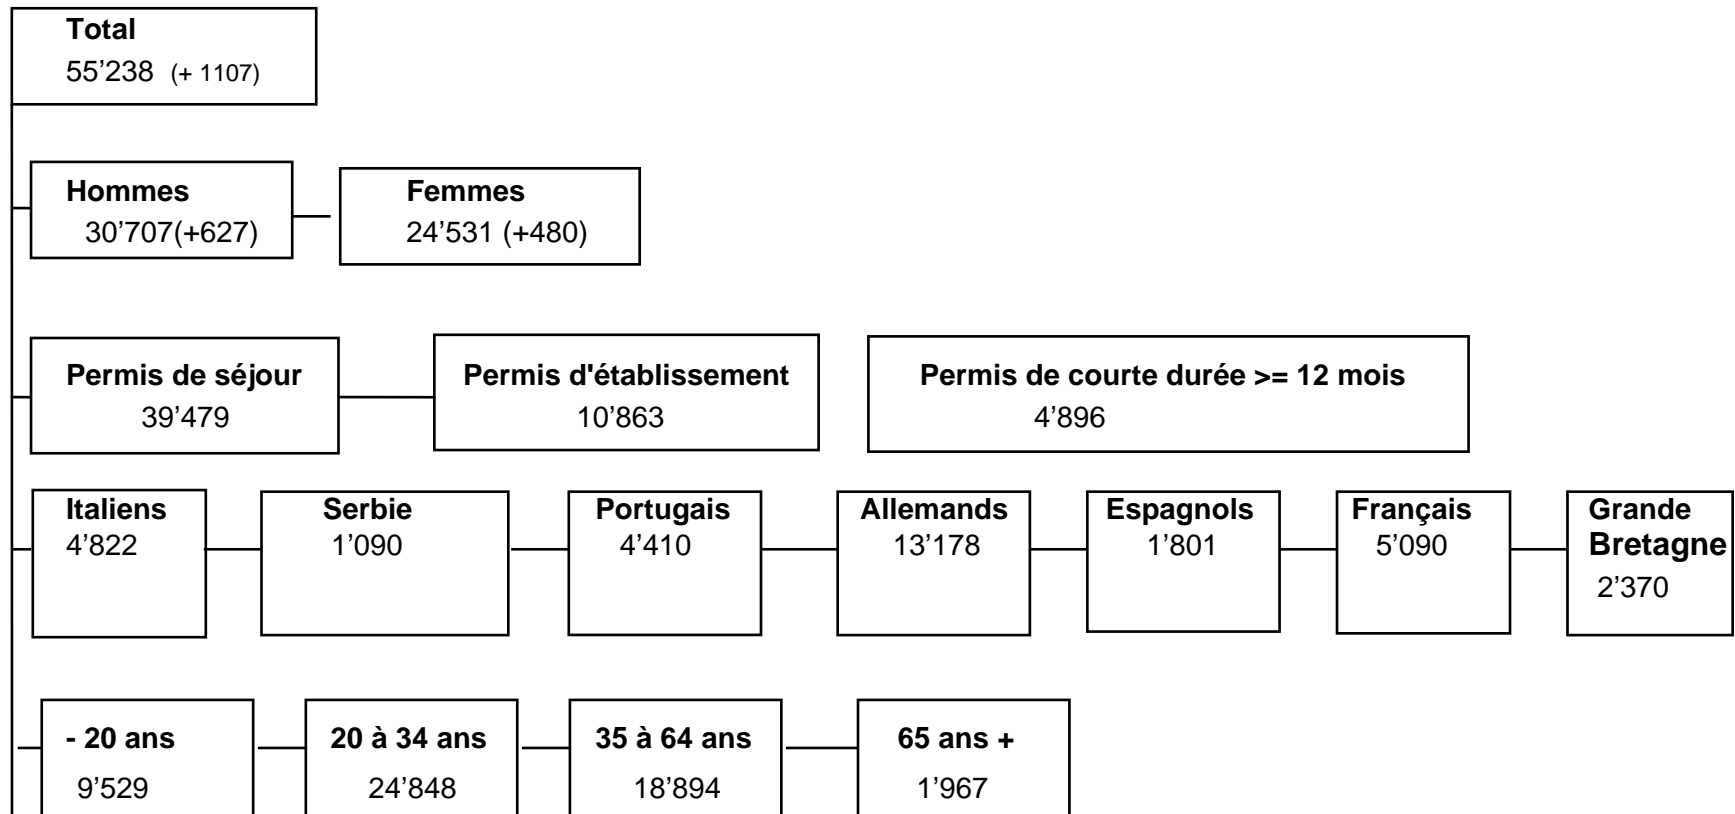 Total
55’238 (+ 1107)
Hommes
30’707(+627)
Femmes
24’531 (+480)
Permis de séjour
39’479
Permis d'établissement
10’863
Permis de courte durée >= 12 mois
4’896
Italiens
4’822
Serbie
1’090
Portugais
4’410
Allemands
13’178
Espagnols
1’801
Français
5’090
Grande
Bretagne
2’370
- 20 ans
9’529
20 à 34 ans
24’848
35 à 64 ans
18’894
65 ans +
1’967